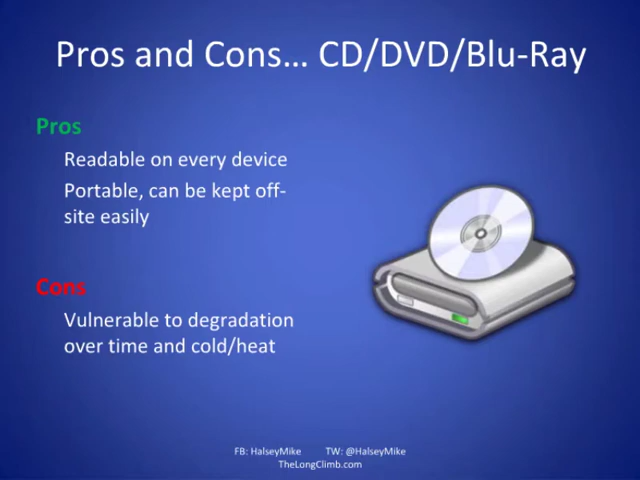 Pros and Cons… CD/DVD/Blu-Ray
Pros
Readable on every device
Portable, can be kept off-
site easily
Cons
Vulnerable to degradation
over time and cold/heat
FB: HalseyMike TW: @HalseyMike
TheLongClimb.com